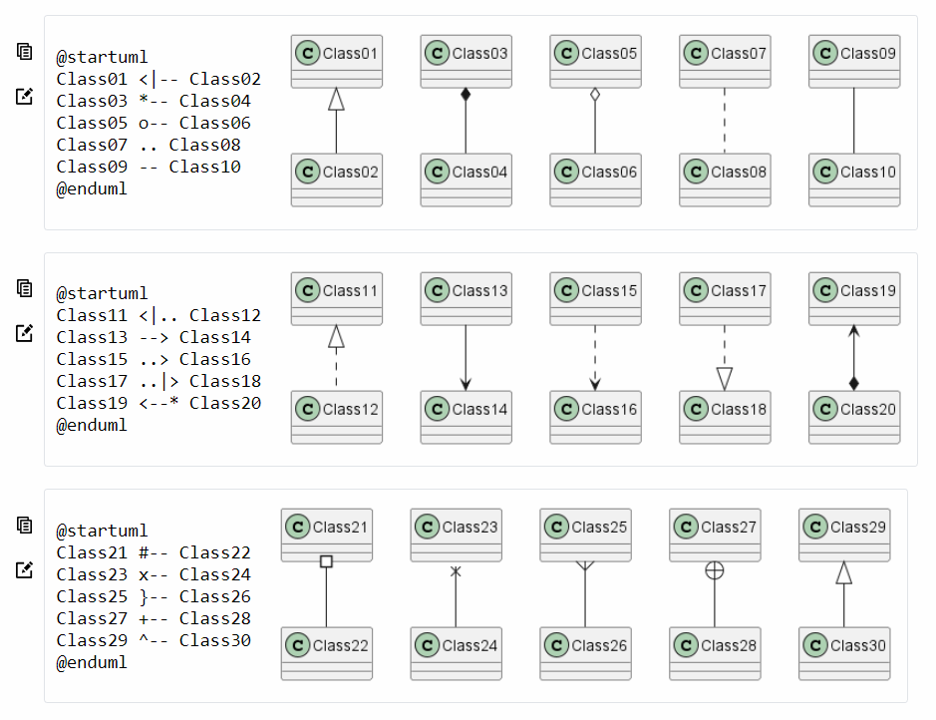 @startuml
Class01 <|-- Class02
Class03 *-- Class04
Class05 o-- Class06
Class07 .. Class08
Class09 -- Class10
@enduml
C Class01 C Class03 C Class05 C Class07 C Class09
C Class02 C Class04 C Class06 C Class08 C Class10
@startuml
Class11 <|.. Class12
Class13 --> Class14
Class15 ..> Class16
Class17 ..|> Class18
Class19 <--* Class20
@enduml
C Class11 C Class13 C Class15 C Class17 C Class19
C Class12 C Class14 C Class16 C Class18 C Class20
@startuml
Class21 #-- Class22
Class23 x-- Class24
Class25 }-- Class26
Class27 +-- Class28
Class29 ^-- Class30
@enduml
C Class21 C Class23 C Class25 C Class27 C Class29
C Class22 C Class24 C Class26 C Class28 C Class30